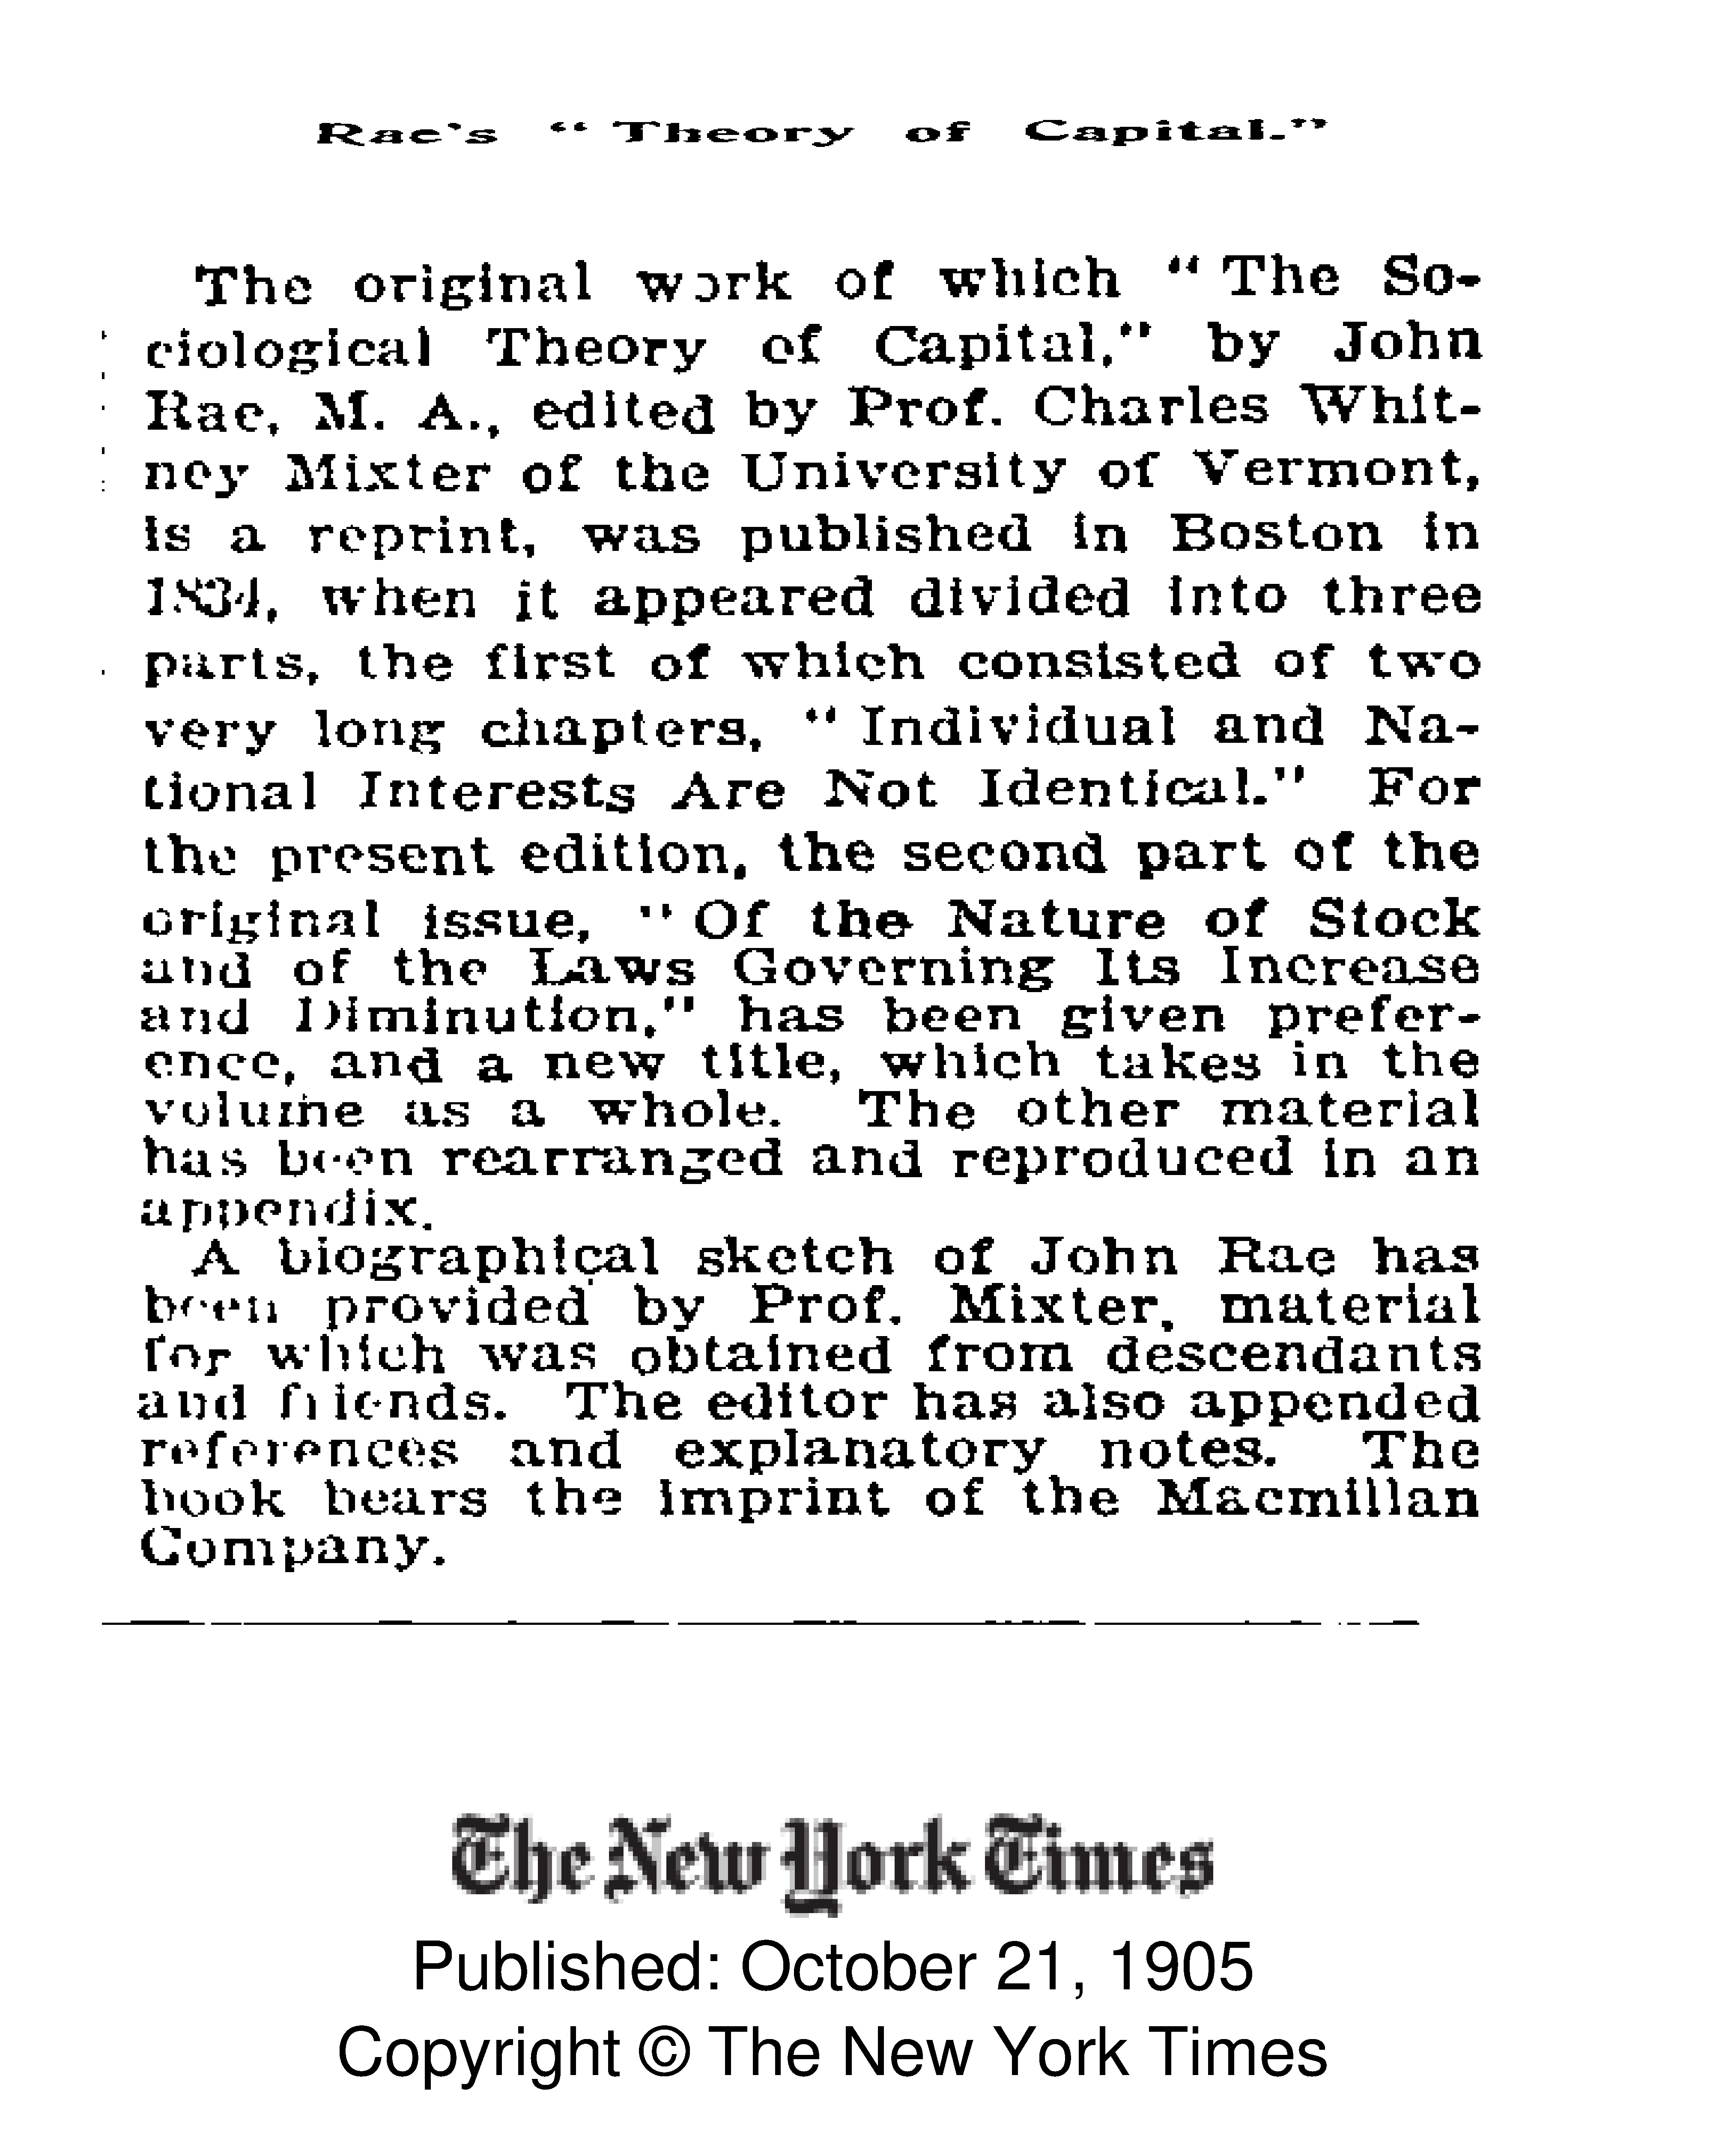 Rae's “Theory of Capital.”
The original work of which “The So-
ciological Theory of Capital,” by John
Rae, M. A., edited by Prof. Charles Whit-
ney Mixter of the University of Vermont,
is a reprint, was published in Boston in
1834, when it appeared divided into three
parts, the first of which consisted of two
very long chapters, “Individual and Na-
tional Interests Are Not Identical.” For
the present edition, the second part of the
original issue, “Of the Nature of Stock
and of the Laws Governing Its Increase
and Diminution,” has been given prefer-
ence, and a new title, which takes in the
volume as a whole. The other material
has been rearranged and reproduced in an
appendix.
A biographical sketch of John Rae has
been provided by Prof. Mixter, material
for which was obtained from descendants
and friends. The editor has also appended
references and explanatory notes. The
book bears the imprint of the Macmillan
Company.
The New York Times
Published: October 21, 1905
Copyright © The New York Times